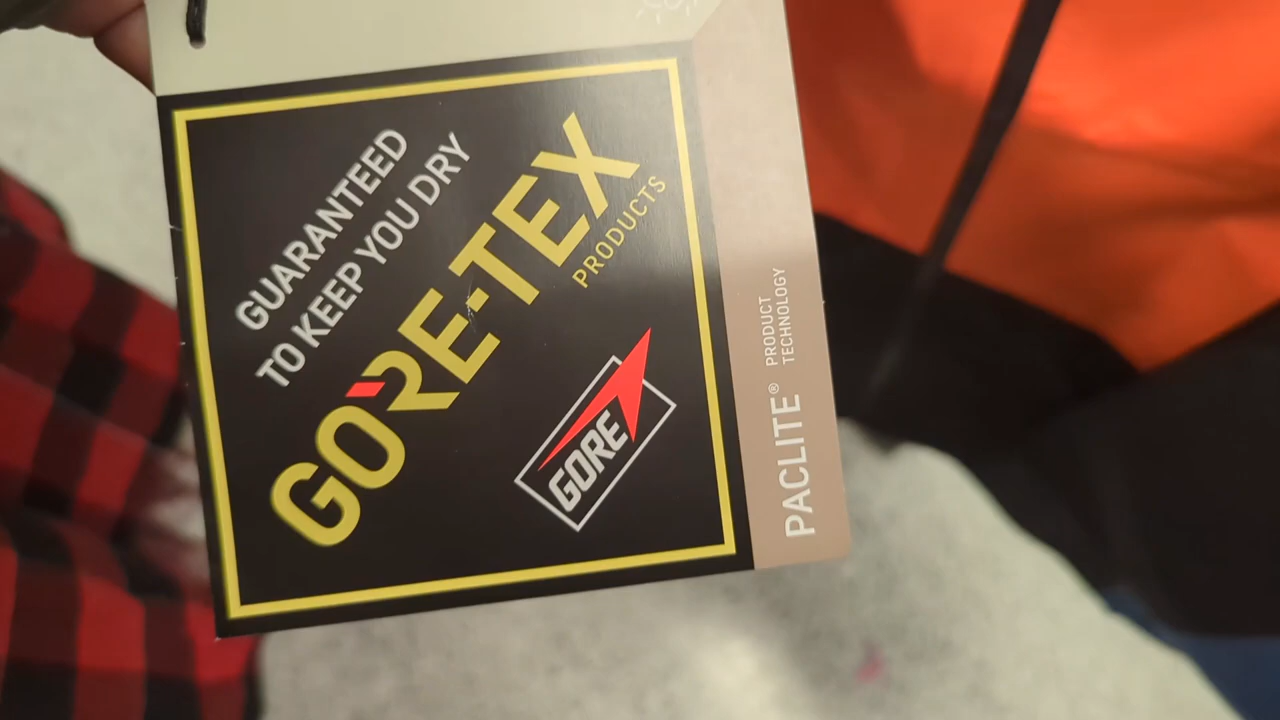 GUARANTEED
TO KEEP YOU DRY
GORE-TEX
PRODUCTS
GORE
PACLITE® PRODUCT
TECHNOLOGY